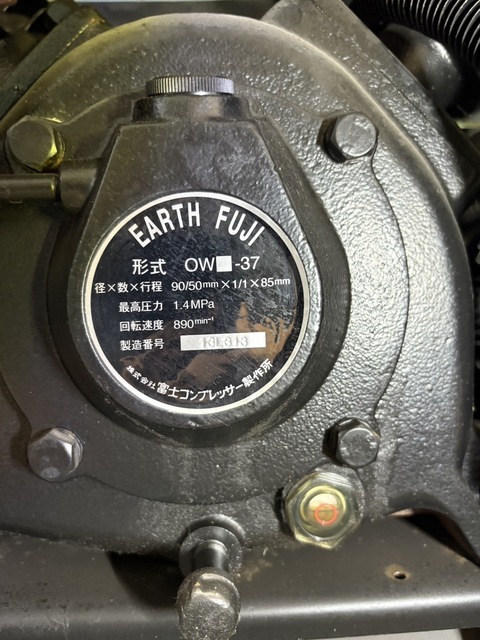 EARTH FUJI
形式 OW -37
径×数×行程 90/50mm×1/1×85mm
最高圧力 1.4MPa
回転速度 890min⁻¹
製造番号
株式会社 富士コンプレッサー製作所